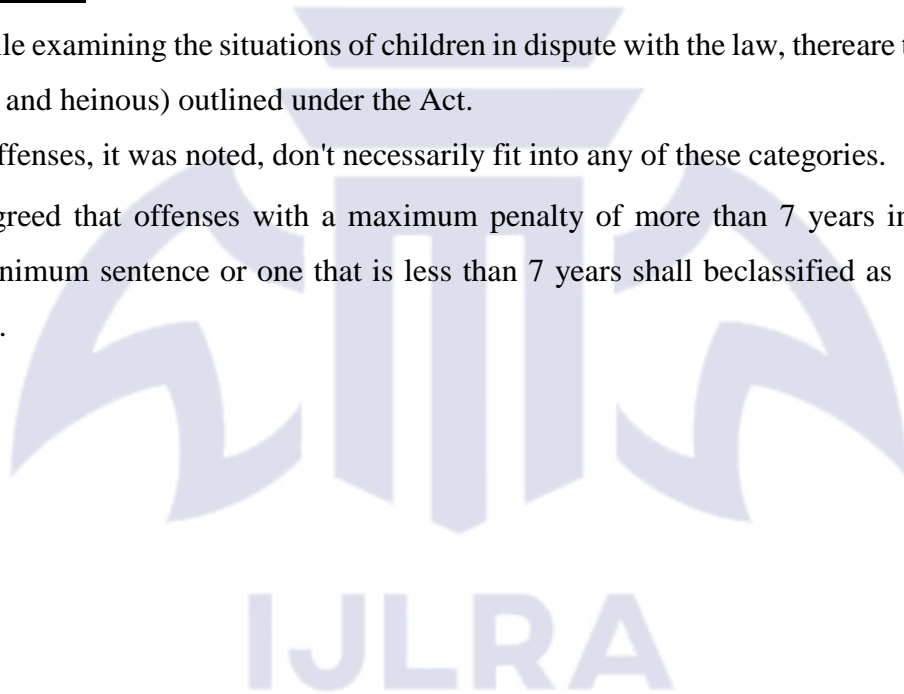 le examining the situations of children in dispute with the law, thereare
and heinous) outlined under the Act.
ffenses, it was noted, don't necessarily fit into any of these categories.
greed that offenses with a maximum penalty of more than 7 years
nimum sentence or one that is less than 7 years shall beclassified as
.
IJLRA